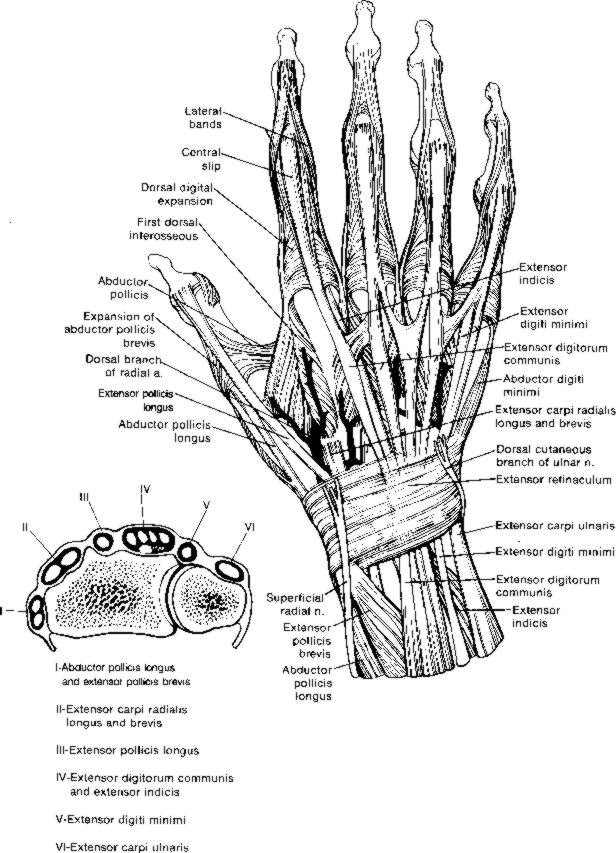 Lateral
bands
Central
slip
Dorsal digital
expansion
First dorsal
interosseous
Abductor
pollicis
Expansion of
abductor pollicis
brevis
Dorsal branch
of radial a.
Extensor pollicis
longus
Abductor pollicis
longus
Extensor
indicis
Extensor
digiti minimi
Extensor digitorum
communis
Abductor digiti
minimi
Extensor carpi radialis
longus and brevis
Dorsal cutaneous
branch of ulnar n.
Extensor retinaculum
Extensor carpi ulnaris
Extensor digiti minimi
Extensor digitorum
communis
Extensor
indicis
Superficial
radial n.
Extensor
pollicis
brevis
Abductor
pollicis
longus
I
II
III
IV
V
VI
I-Abductor pollicis longus
and extensor pollicis brevis
II-Extensor carpi radialis
longus and brevis
III-Extensor pollicis longus
IV-Extensor digitorum communis
and extensor indicis
V-Extensor digiti minimi
VI-Extensor carpi ulnaris